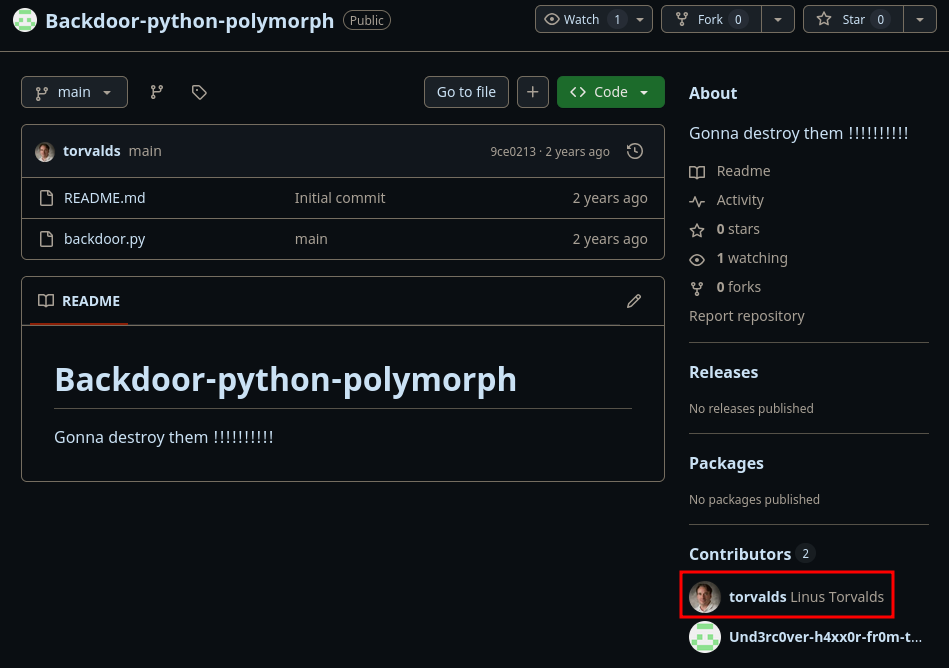 Backdoor-python-polymorph Public Watch 1 Fork 0 Star 0
main Go to file Code
torvalds main 9ce0213 · 2 years ago
README.md Initial commit 2 years ago
backdoor.py main 2 years ago
README
Backdoor-python-polymorph
Gonna destroy them !!!!!!!!!!
About
Gonna destroy them !!!!!!!!!!
Readme
Activity
0 stars
1 watching
0 forks
Report repository
Releases
No releases published
Packages
No packages published
Contributors 2
torvalds Linus Torvalds
Und3rc0ver-h4xx0r-fr0m-t...